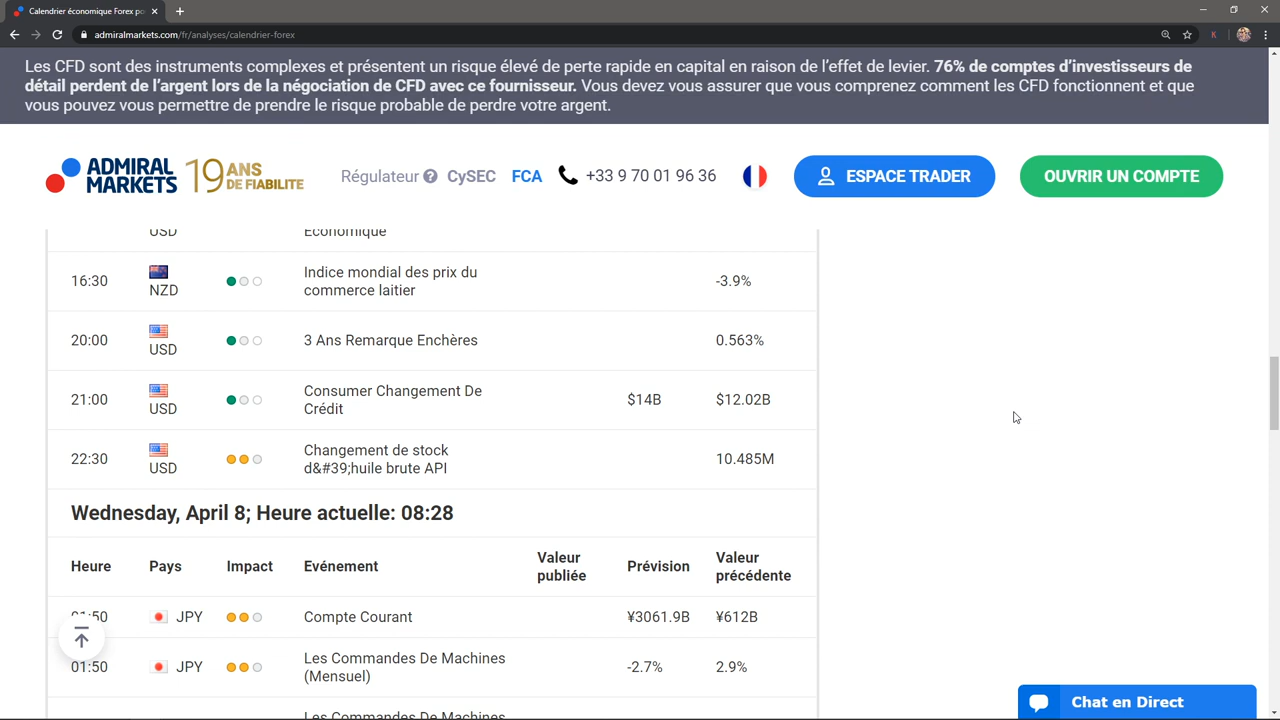 Calendrier économique Forex po
admiralmarkets.com/fr/analyses/calendrier-forex
K
Les CFD sont des instruments complexes et présentent un risque élevé de perte rapide en capital en raison de l’effet de levier. 76% de comptes d’investisseurs de
détail perdent de l’argent lors de la négociation de CFD avec ce fournisseur. Vous devez vous assurer que vous comprenez comment les CFD fonctionnent et que
vous pouvez vous permettre de prendre le risque probable de perdre votre argent.
ADMIRAL
MARKETS
19 ANS
DE FIABILITE
Régulateur ? CySEC FCA +33 9 70 01 96 36 ESPACE TRADER OUVRIR UN COMPTE
USD Economique
16:30 NZD Indice mondial des prix du
commerce laitier -3.9%
20:00 USD 3 Ans Remarque Enchères 0.563%
21:00 USD Consumer Changement De
Crédit $14B $12.02B
22:30 USD Changement de stock
d&#39;huile brute API 10.485M
Wednesday, April 8; Heure actuelle: 08:28
Heure Pays Impact Evénement Valeur
publiée Prévision Valeur
précédente
01:50 JPY Compte Courant ¥3061.9B ¥612B
01:50 JPY Les Commandes De Machines
(Mensuel) -2.7% 2.9%
Les Commandes De Machines
Chat en Direct